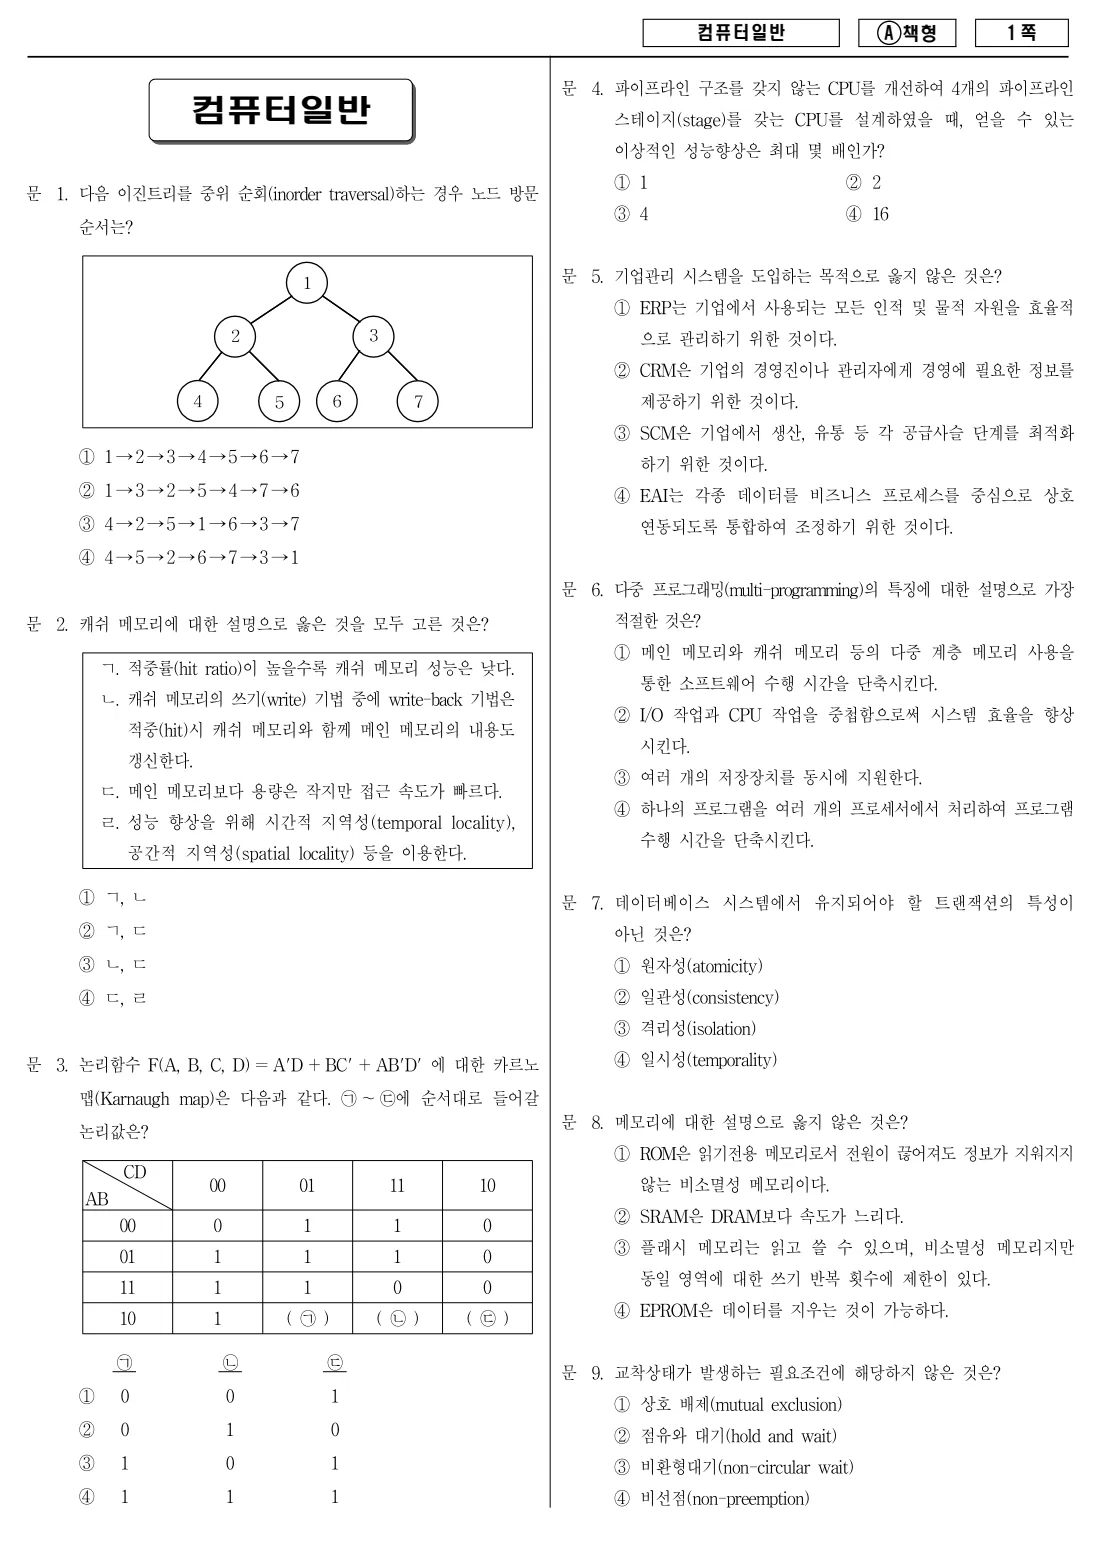 컴퓨터일반
Ⓐ책형
1 쪽
컴퓨터일반
문 1. 다음 이진트리를 중위 순회(inorder traversal)하는 경우 노드 방문
순서는?
1
2 3
4 5 6 7
① 1→2→3→4→5→6→7
② 1→3→2→5→4→7→6
③ 4→2→5→1→6→3→7
④ 4→5→2→6→7→3→1
문 2. 캐쉬 메모리에 대한 설명으로 옳은 것을 모두 고른 것은?
ㄱ. 적중률(hit ratio)이 높을수록 캐쉬 메모리 성능은 낮다.
ㄴ. 캐쉬 메모리의 쓰기(write) 기법 중에 write-back 기법은
적중(hit)시 캐쉬 메모리와 함께 메인 메모리의 내용도
갱신한다.
ㄷ. 메인 메모리보다 용량은 작지만 접근 속도가 빠르다.
ㄹ. 성능 향상을 위해 시간적 지역성(temporal locality),
공간적 지역성(spatial locality) 등을 이용한다.
① ㄱ, ㄴ
② ㄱ, ㄷ
③ ㄴ, ㄷ
④ ㄷ, ㄹ
문 3. 논리함수 F(A, B, C, D) = A′D + BC′ + AB′D′ 에 대한 카르노
맵(Karnaugh map)은 다음과 같다. ㉠ ~ ㉢에 순서대로 들어갈
논리값은?
CD
AB
00 01 11 10
00 0 1 1 0
01 1 1 1 0
11 1 1 0 0
10 1 ( ㉠ ) ( ㉡ ) ( ㉢ )
㉠ ㉡ ㉢
① 0 0 1
② 0 1 0
③ 1 0 1
④ 1 1 1
문 4. 파이프라인 구조를 갖지 않는 CPU를 개선하여 4개의 파이프라인
스테이지(stage)를 갖는 CPU를 설계하였을 때, 얻을 수 있는
이상적인 성능향상은 최대 몇 배인가?
① 1 ② 2
③ 4 ④ 16
문 5. 기업관리 시스템을 도입하는 목적으로 옳지 않은 것은?
① ERP는 기업에서 사용되는 모든 인적 및 물적 자원을 효율적
으로 관리하기 위한 것이다.
② CRM은 기업의 경영진이나 관리자에게 경영에 필요한 정보를
제공하기 위한 것이다.
③ SCM은 기업에서 생산, 유통 등 각 공급사슬 단계를 최적화
하기 위한 것이다.
④ EAI는 각종 데이터를 비즈니스 프로세스를 중심으로 상호
연동되도록 통합하여 조정하기 위한 것이다.
문 6. 다중 프로그래밍(multi-programming)의 특징에 대한 설명으로 가장
적절한 것은?
① 메인 메모리와 캐쉬 메모리 등의 다중 계층 메모리 사용을
통한 소프트웨어 수행 시간을 단축시킨다.
② I/O 작업과 CPU 작업을 중첩함으로써 시스템 효율을 향상
시킨다.
③ 여러 개의 저장장치를 동시에 지원한다.
④ 하나의 프로그램을 여러 개의 프로세서에서 처리하여 프로그램
수행 시간을 단축시킨다.
문 7. 데이터베이스 시스템에서 유지되어야 할 트랜잭션의 특성이
아닌 것은?
① 원자성(atomicity)
② 일관성(consistency)
③ 격리성(isolation)
④ 일시성(temporality)
문 8. 메모리에 대한 설명으로 옳지 않은 것은?
① ROM은 읽기전용 메모리로서 전원이 끊어져도 정보가 지워지지
않는 비소멸성 메모리이다.
② SRAM은 DRAM보다 속도가 느리다.
③ 플래시 메모리는 읽고 쓸 수 있으며, 비소멸성 메모리지만
동일 영역에 대한 쓰기 반복 횟수에 제한이 있다.
④ EPROM은 데이터를 지우는 것이 가능하다.
문 9. 교착상태가 발생하는 필요조건에 해당하지 않은 것은?
① 상호 배제(mutual exclusion)
② 점유와 대기(hold and wait)
③ 비환형대기(non-circular wait)
④ 비선점(non-preemption)